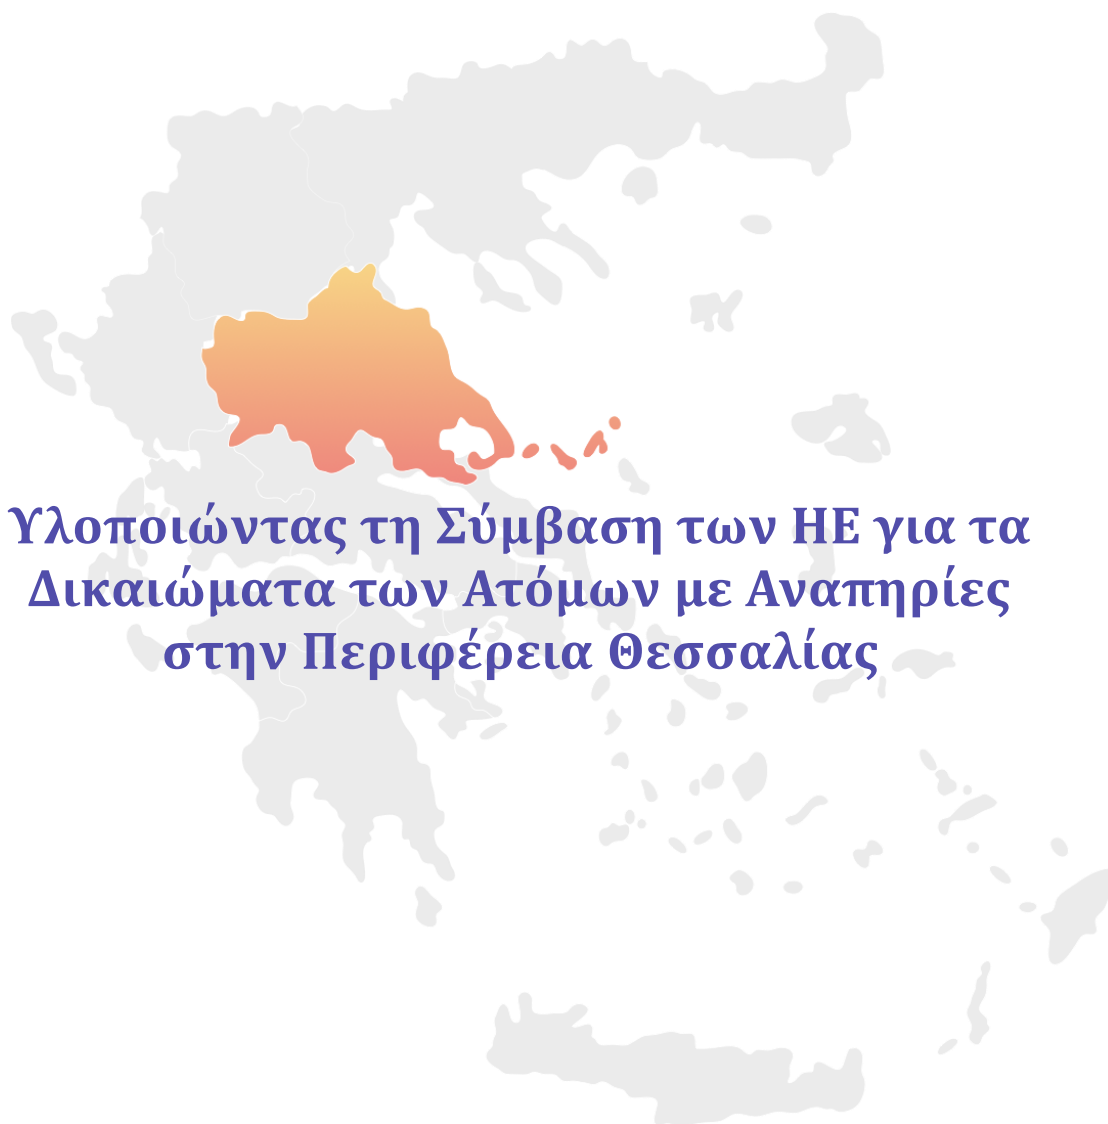 Υλοποιώντας τη Σύμβαση των ΗΕ για τα
Δικαιώματα των Ατόμων με Αναπηρίες
στην Περιφέρεια Θεσσαλίας